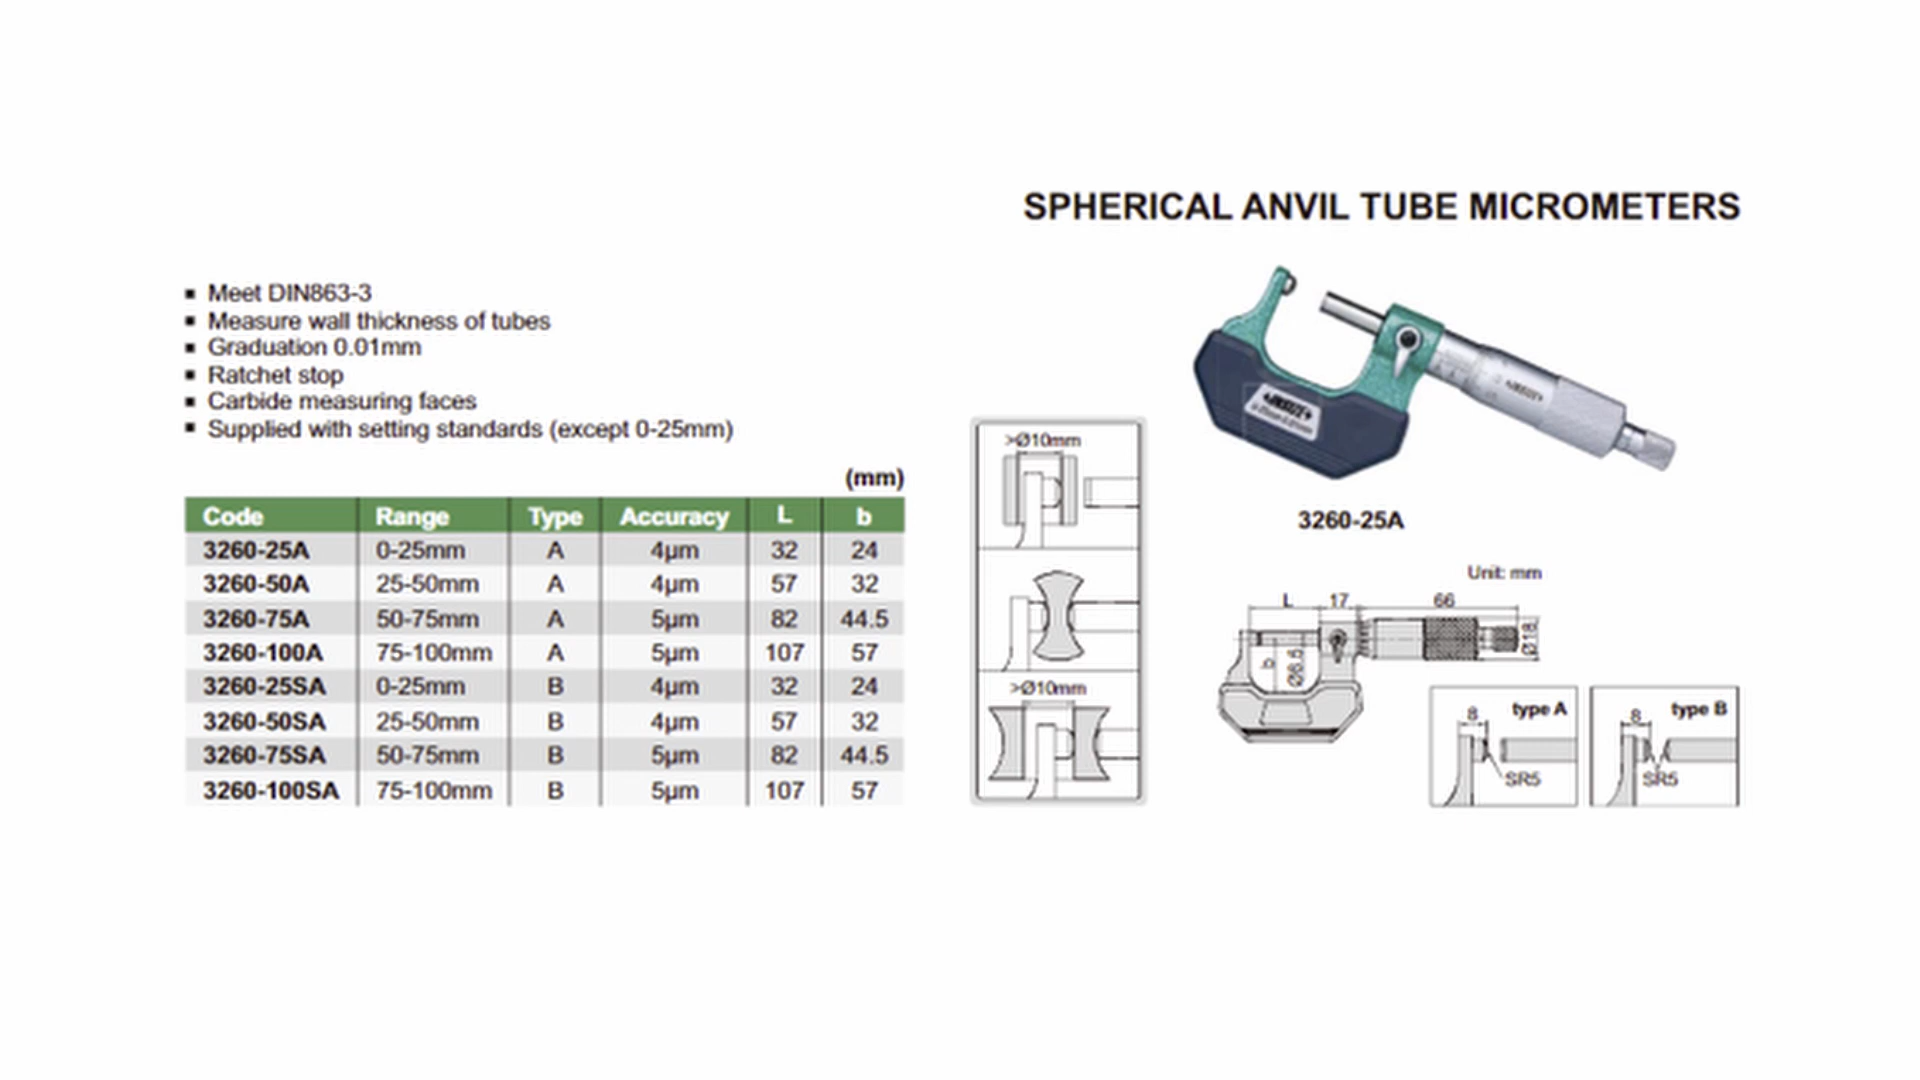 SPHERICAL ANVIL TUBE MICROMETERS
▪ Meet DIN863-3
▪ Measure wall thickness of tubes
▪ Graduation 0.01mm
▪ Ratchet stop
▪ Carbide measuring faces
▪ Supplied with setting standards (except 0-25mm)
(mm)
Code Range Type Accuracy L b
3260-25A 0-25mm A 4µm 32 24
3260-50A 25-50mm A 4µm 57 32
3260-75A 50-75mm A 5µm 82 44.5
3260-100A 75-100mm A 5µm 107 57
3260-25SA 0-25mm B 4µm 32 24
3260-50SA 25-50mm B 4µm 57 32
3260-75SA 50-75mm B 5µm 82 44.5
3260-100SA 75-100mm B 5µm 107 57
>Ø10mm
>Ø10mm
INSIZE
INSIZE
3260-25A
Unit: mm
L 17 66
b
Ø6.5
Ø18
8 type A
SR5
8 type B
SR5